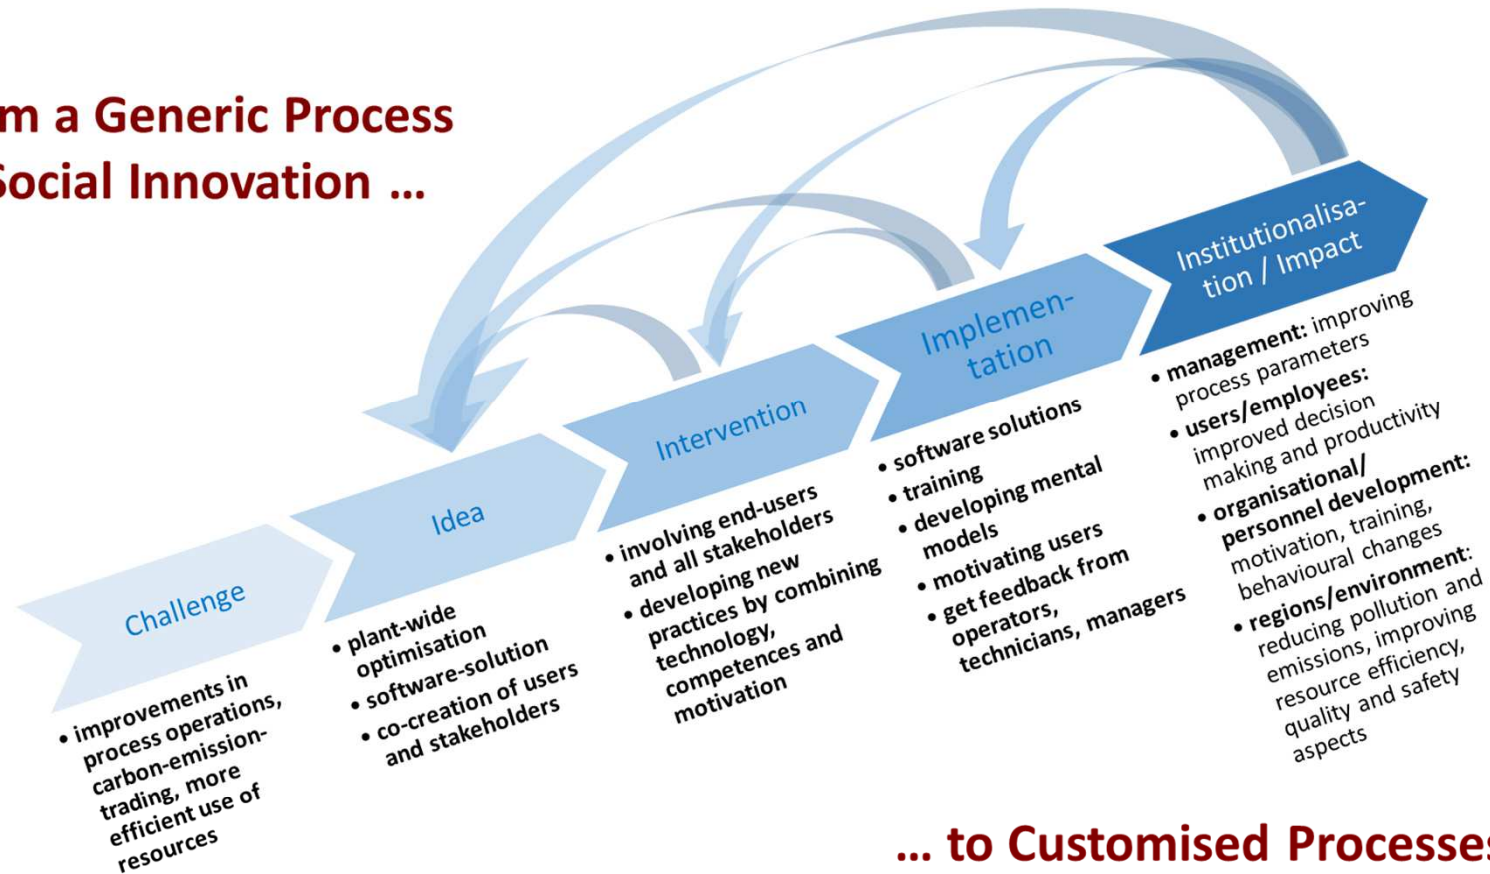 m a Generic Process
Social Innovation ...
Challenge
• improvements in
process operations,
carbon-emission-
trading, more
efficient use of
resources
Idea
• plant-wide
optimisation
• software-solution
• co-creation of users
and stakeholders
Intervention
• involving end-users
and all stakeholders
• developing new
practices by combining
technology,
competences and
motivation
Implemen-
tation
• software solutions
• training
• developing mental
models
• motivating users
• get feedback from
operators,
technicians, managers
Institutionalisa-
tion / Impact
• management: improving
process parameters
• users/employees:
improved decision
making and productivity
• organisational/
personnel development:
motivation, training,
behavioural changes
• regions/environment:
reducing pollution and
emissions, improving
resource efficiency,
quality and safety
aspects
... to Customised Processes